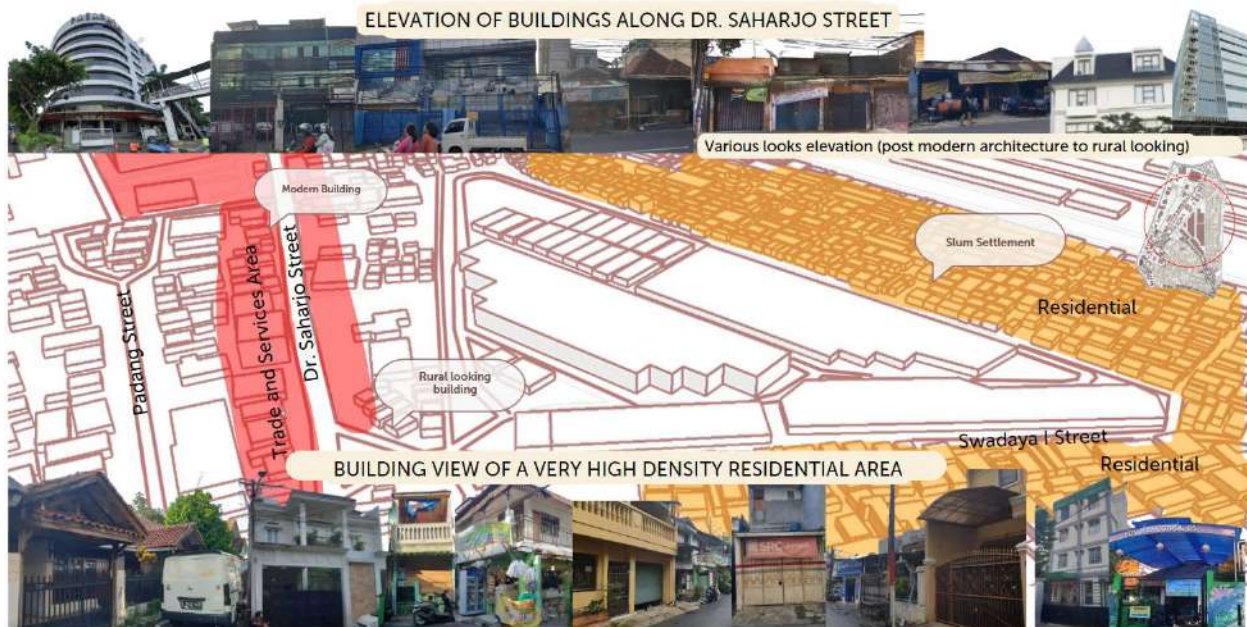 ELEVATION OF BUILDINGS ALONG DR. SAHARJO STREET
Various looks elevation (post modern architecture to rural looking)
Modern Building
Slum Settlement
Residential
Padang Street
Trade and Services Area
Dr. Saharjo Street
Rural looking
building
Swadaya I Street
Residential
BUILDING VIEW OF A VERY HIGH DENSITY RESIDENTIAL AREA